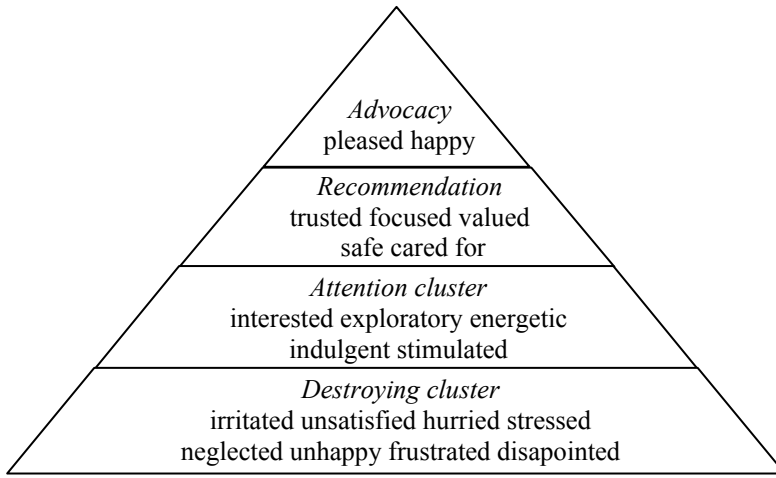 Advocacy
pleased happy
Recommendation
trusted focused valued
safe cared for
Attention cluster
interested exploratory energetic
indulgent stimulated
Destroying cluster
irritated unsatisfied hurried stressed
neglected unhappy frustrated disapointed